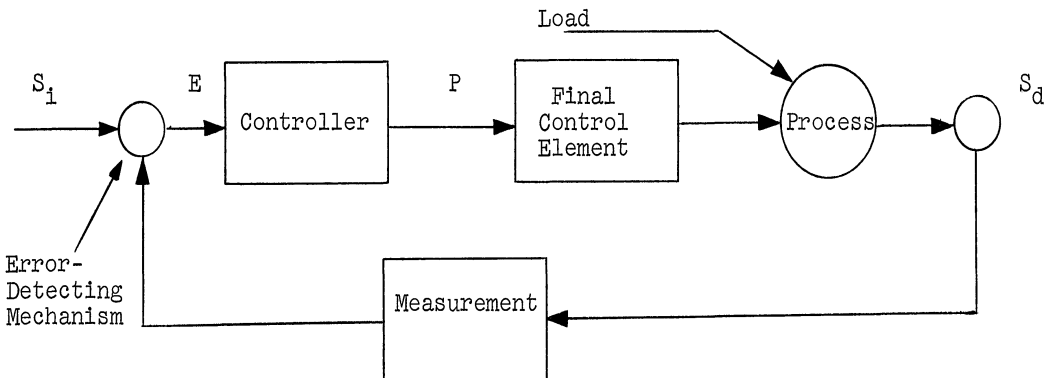 Load
S_i
E
P
S_d
Controller
Final
Control
Element
Process
Error-
Detecting
Mechanism
Measurement